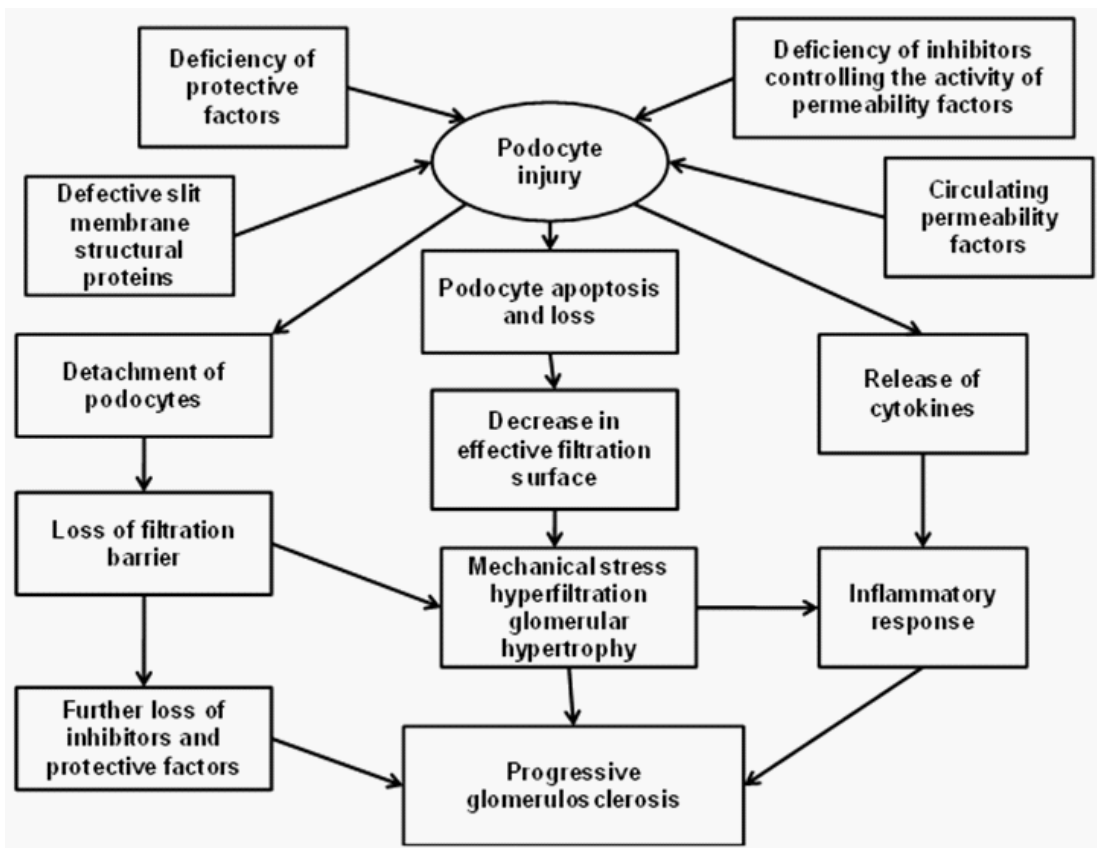 Deficiency of
protective
factors
Deficiency of inhibitors
controlling the activity of
permeability factors
Podocyte
injury
Defective slit
membrane
structural
proteins
Circulating
permeability
factors
Podocyte apoptosis
and loss
Detachment of
podocytes
Release of
cytokines
Decrease in
effective filtration
surface
Loss of filtration
barrier
Mechanical stress
hyperfiltration
glomerular
hypertrophy
Inflammatory
response
Further loss of
inhibitors and
protective factors
Progressive
glomerulosclerosis